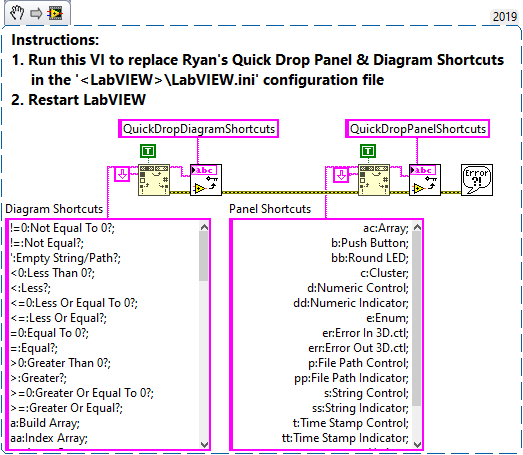 2019
Instructions:
1. Run this VI to replace Ryan's Quick Drop Panel & Diagram Shortcuts
in the '<LabVIEW>\LabVIEW.ini' configuration file
2. Restart LabVIEW
QuickDropDiagramShortcuts
QuickDropPanelShortcuts
T
T
abc
abc
Error
?!
Diagram Shortcuts
!=0:Not Equal To 0?;
!=:Not Equal?;
':Empty String/Path?;
<0:Less Than 0?;
<:Less?;
<=0:Less Or Equal To 0?;
<=:Less Or Equal?;
=0:Equal To 0?;
=:Equal?;
>0:Greater Than 0?;
>:Greater?;
>=0:Greater Or Equal To 0?;
>=:Greater Or Equal?;
a:Build Array;
aa:Index Array;
Panel Shortcuts
ac:Array;
b:Push Button;
bb:Round LED;
c:Cluster;
d:Numeric Control;
dd:Numeric Indicator;
e:Enum;
er:Error In 3D.ctl;
err:Error Out 3D.ctl;
p:File Path Control;
pp:File Path Indicator;
s:String Control;
ss:String Indicator;
t:Time Stamp Control;
tt:Time Stamp Indicator;